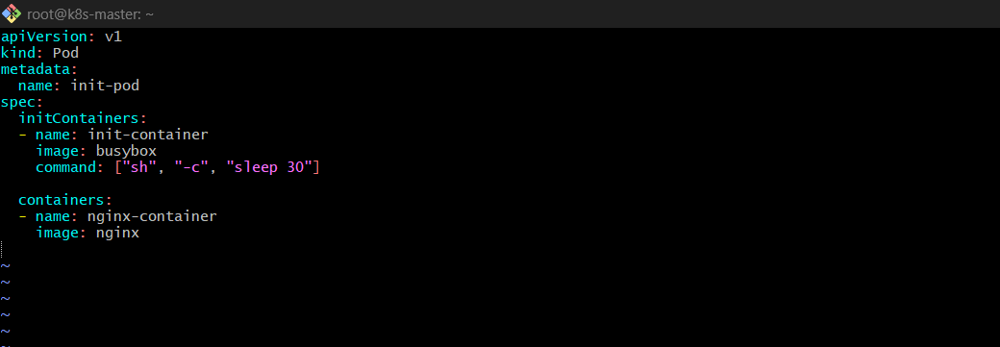 root@k8s-master: ~
apiVersion: v1
kind: Pod
metadata:
  name: init-pod
spec:
  initContainers:
  - name: init-container
    image: busybox
    command: ["sh", "-c", "sleep 30"]

  containers:
  - name: nginx-container
    image: nginx

~
~
~
~
~
~